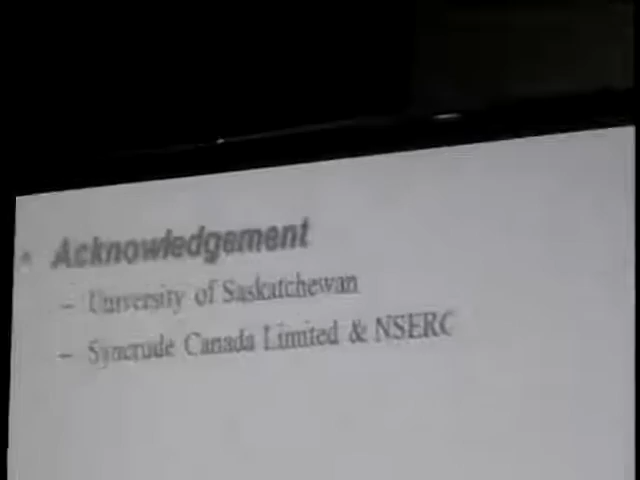 • Acknowledgement
– University of Saskatchewan
– Syncrude Canada Limited & NSERC